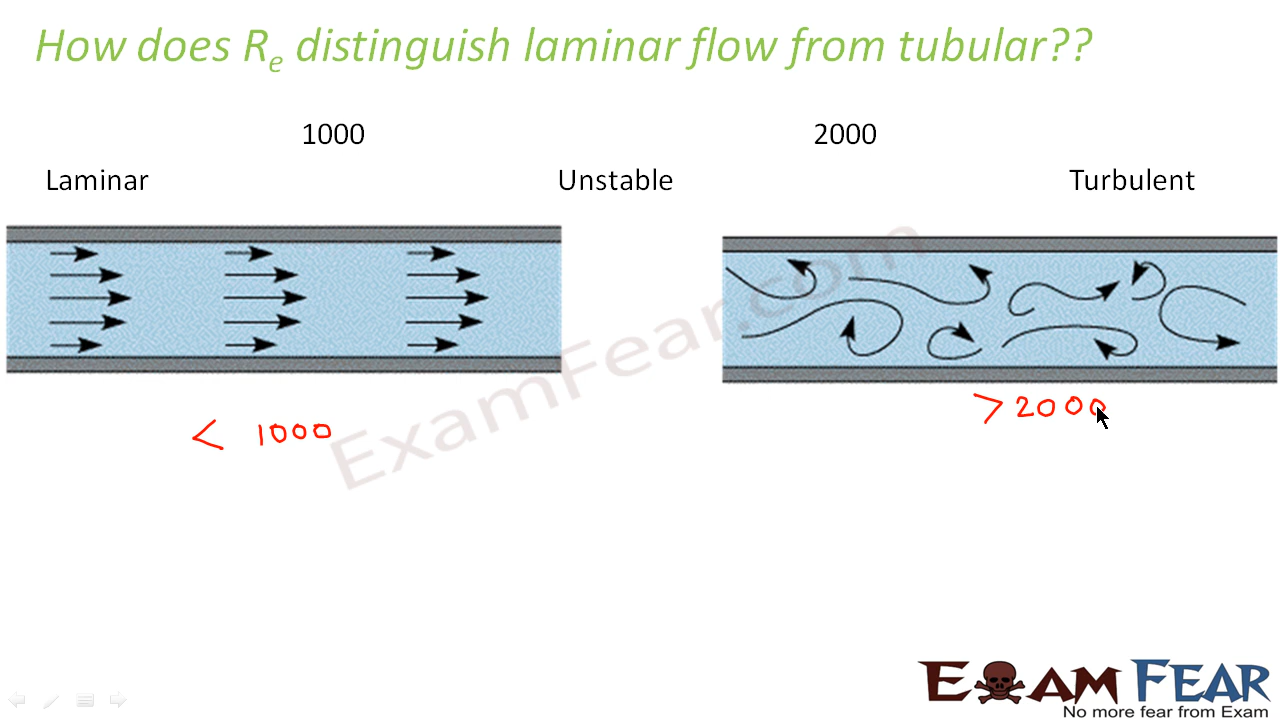 How does Re distinguish laminar flow from tubular??
1000 2000
Laminar Unstable Turbulent
ExamFear.com
< 1000
> 2000
EXAM FEAR
No more fear from Exam